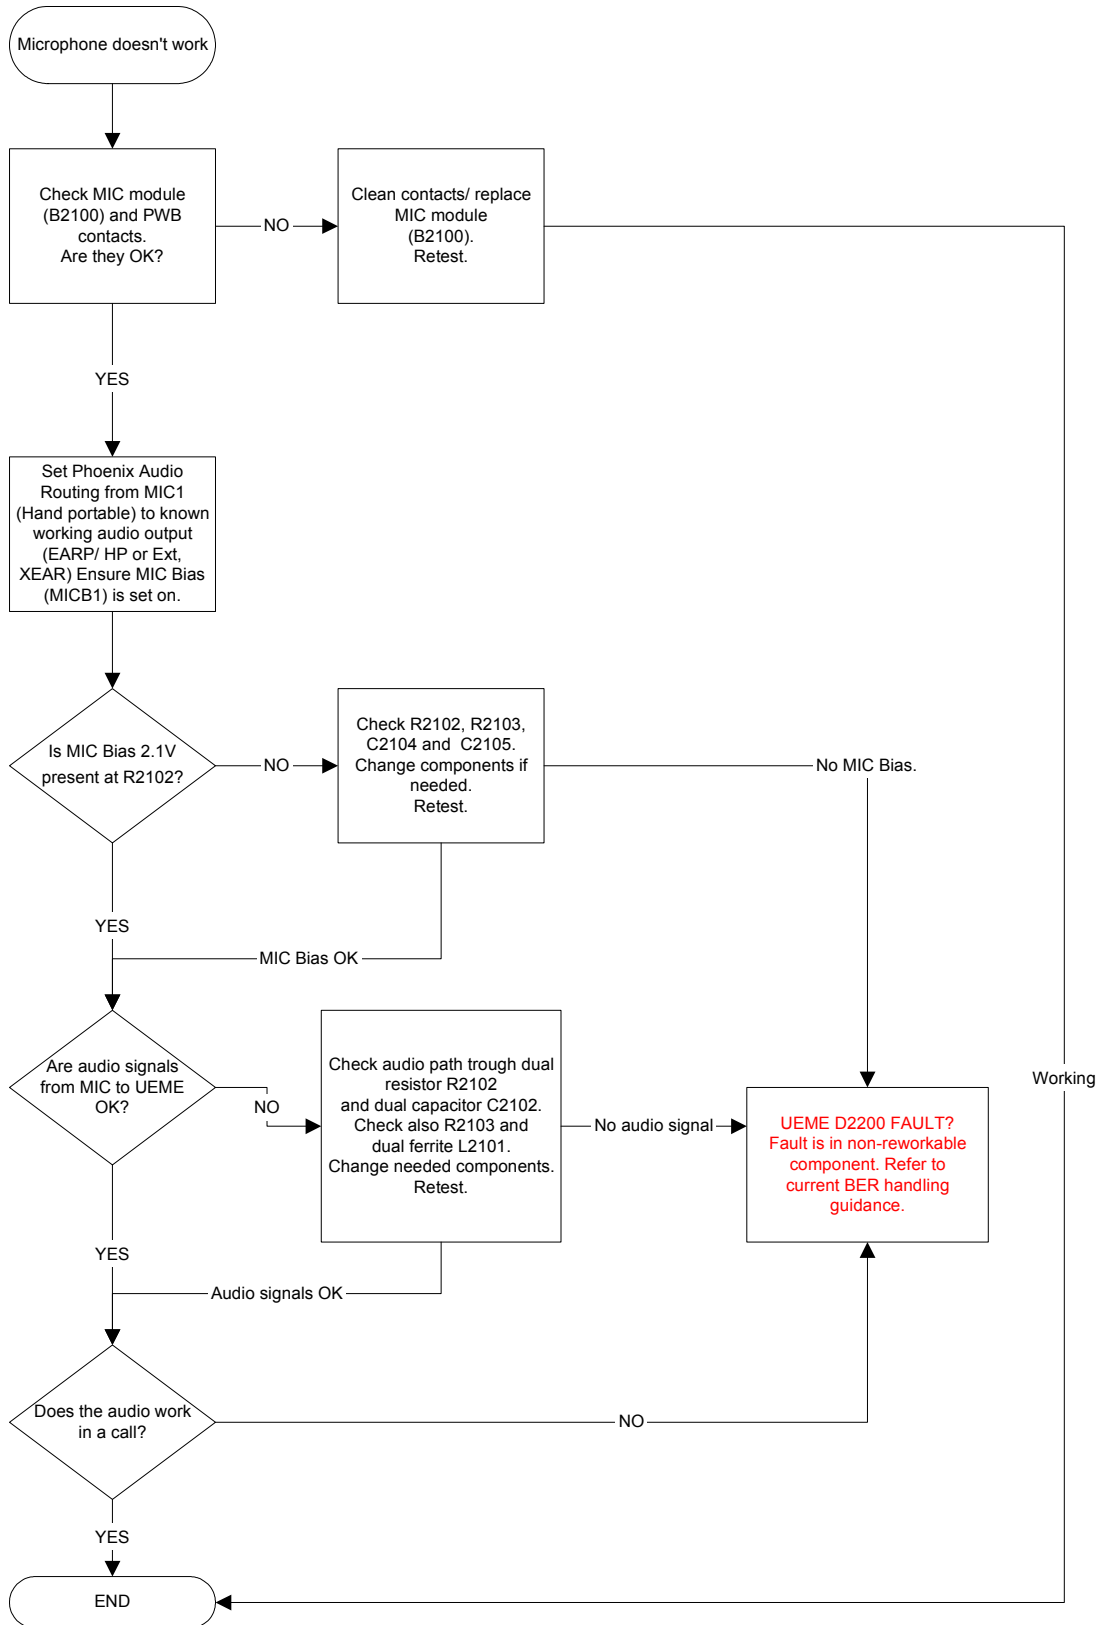 Microphone doesn't work
Check MIC module
(B2100) and PWB
contacts.
Are they OK?
NO
Clean contacts/ replace
MIC module
(B2100).
Retest.
YES
Set Phoenix Audio
Routing from MIC1
(Hand portable) to known
working audio output
(EARP/ HP or Ext,
XEAR) Ensure MIC Bias
(MICB1) is set on.
Is MIC Bias 2.1V
present at R2102?
NO
Check R2102, R2103,
C2104 and C2105.
Change components if
needed.
Retest.
No MIC Bias.
YES
MIC Bias OK
Are audio signals
from MIC to UEME
OK?
NO
Check audio path trough dual
resistor R2102
and dual capacitor C2102.
Check also R2103 and
dual ferrite L2101.
Change needed components.
Retest.
No audio signal
UEME D2200 FAULT?
Fault is in non-reworkable
component. Refer to
current BER handling
guidance.
Working
YES
Audio signals OK
Does the audio work
in a call?
NO
YES
END